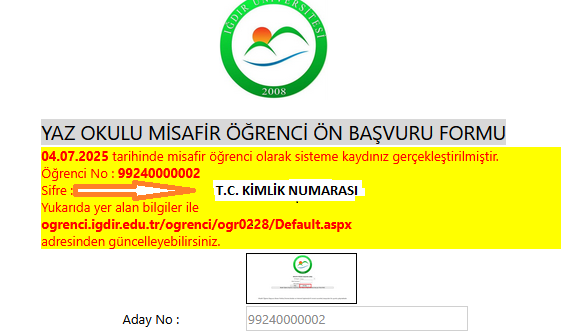 IĞDIR ÜNİVERSİTESİ
2008
YAZ OKULU MİSAFİR ÖĞRENCİ ÖN BAŞVURU FORMU
04.07.2025 tarihinde misafir öğrenci olarak sisteme kaydınız gerçekleştirilmiştir.
Öğrenci No : 99240000002
Sifre : T.C. KİMLİK NUMARASI
Yukarıda yer alan bilgiler ile
ogrenci.igdir.edu.tr/ogrenci/ogr0228/Default.aspx
adresinden güncelleyebilirsiniz.
Aday No : 99240000002